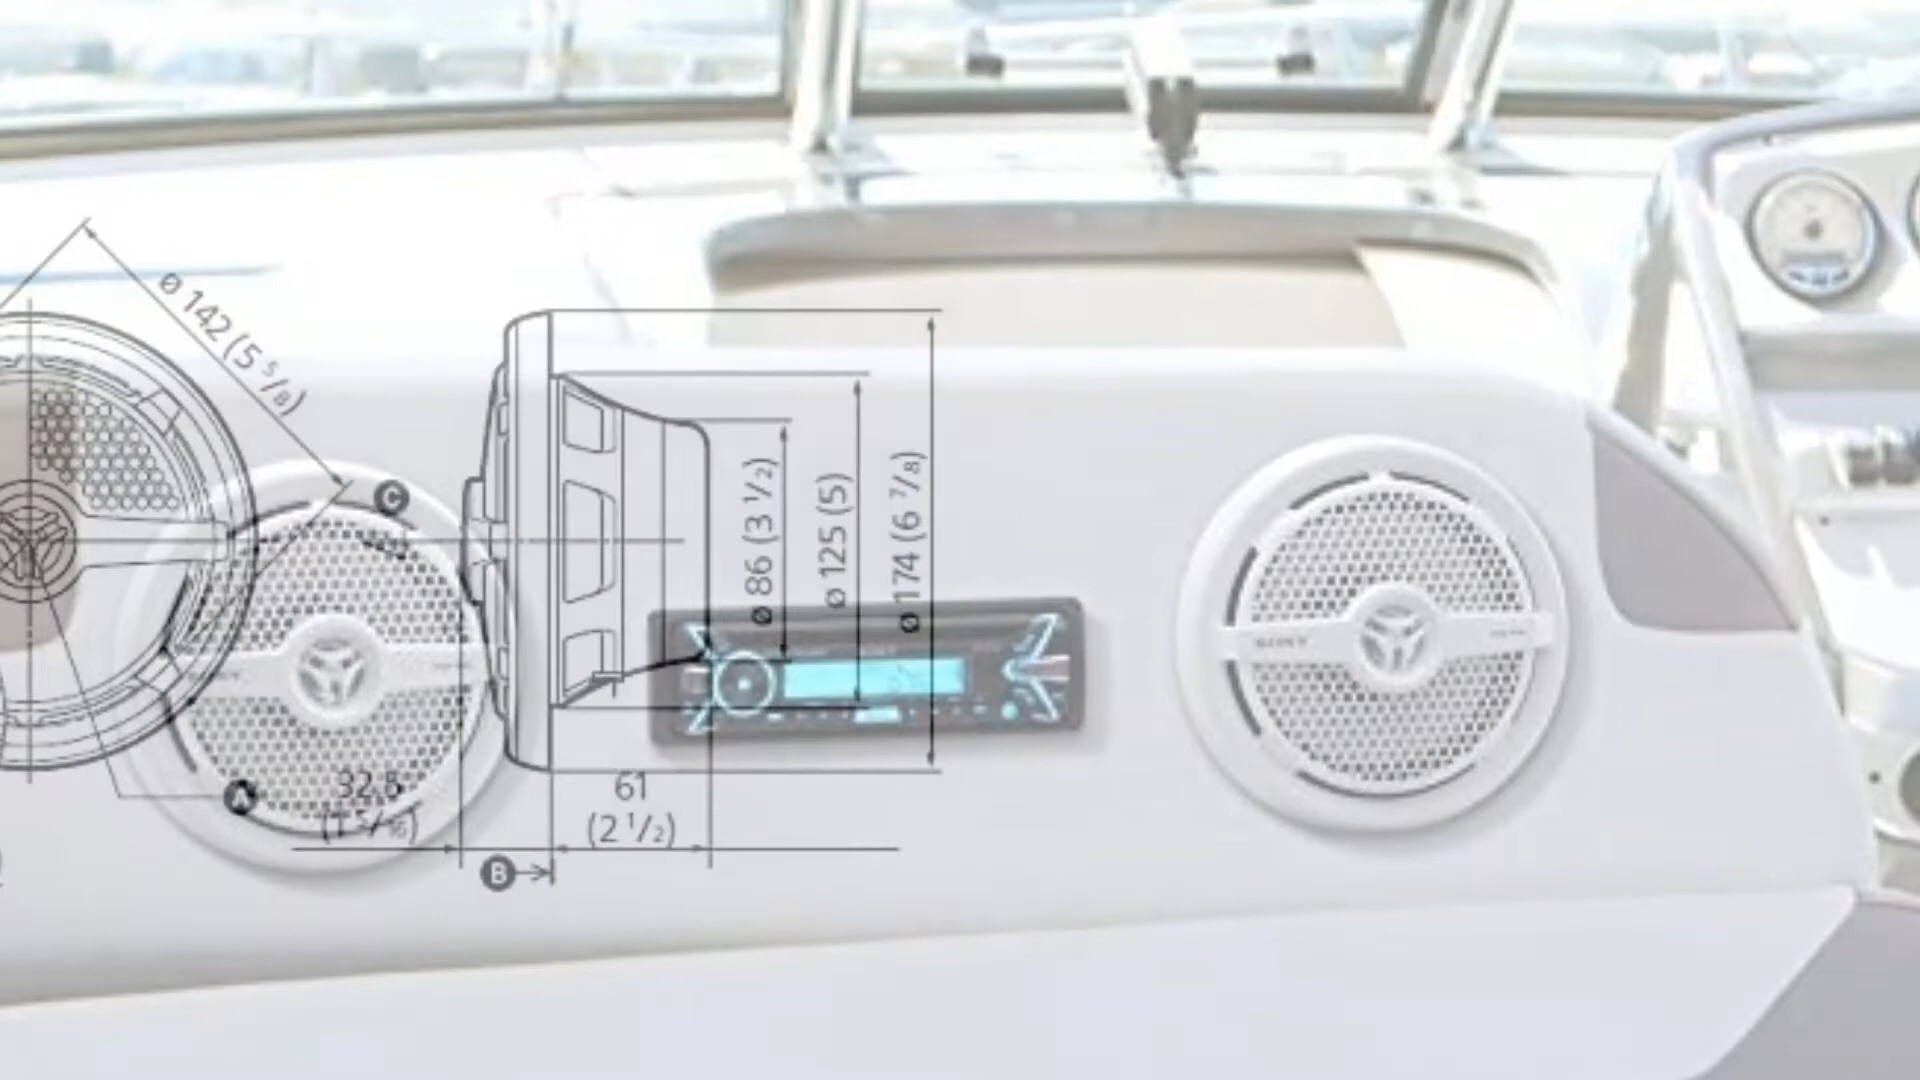 ø 142 (5 5/8)
C
ø 86 (3 1/2)
ø 125 (5)
ø 174 (6 7/8)
SONY
A
32,5
(1 5/16)
61
(2 1/2)
B